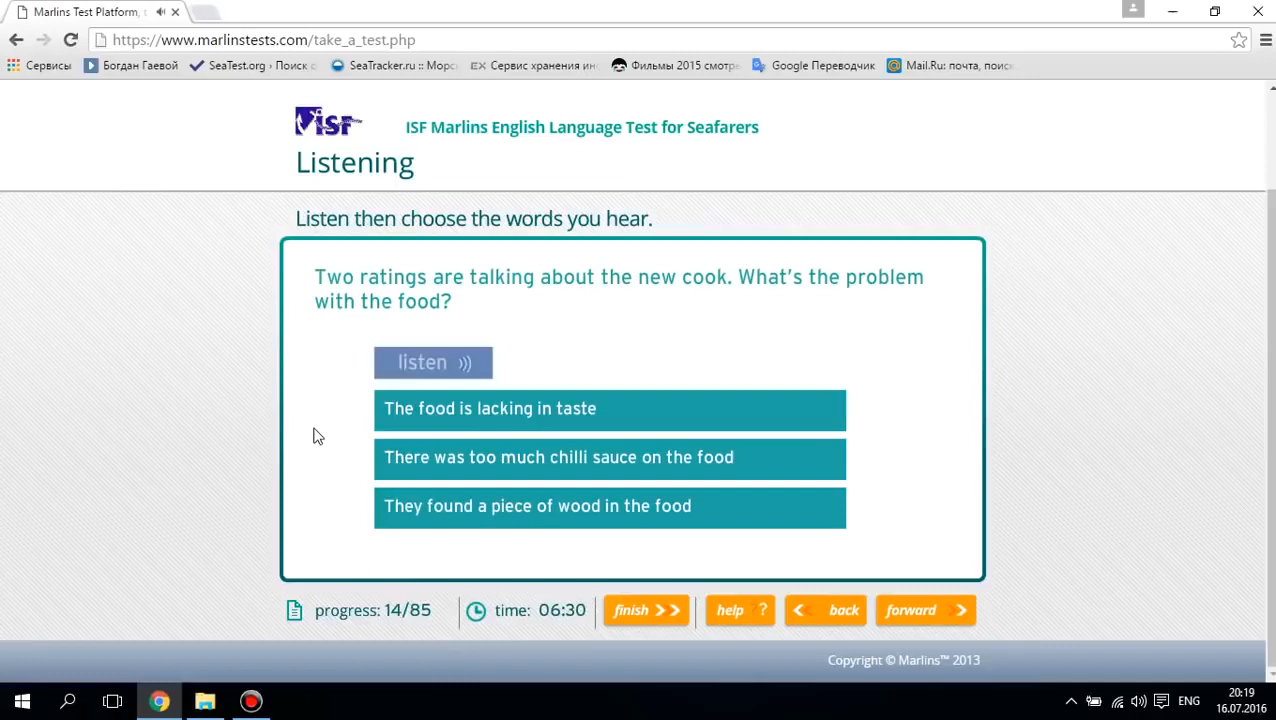 Marlins Test Platform, t
https://www.marlinstests.com/take_a_test.php
Сервисы Богдан Гаевой SeaTest.org › Поиск с SeaTracker.ru :: Морс EX Сервис хранения ин Фильмы 2015 смотре Google Переводчик Mail.Ru: почта, поиск
ISF ISF Marlins English Language Test for Seafarers
Listening
Listen then choose the words you hear.
Two ratings are talking about the new cook. What's the problem
with the food?
listen
The food is lacking in taste
There was too much chilli sauce on the food
They found a piece of wood in the food
progress: 14/85 time: 06:30 finish >> help ? < back forward >
Copyright © Marlins™ 2013
ENG 20:19
16.07.2016